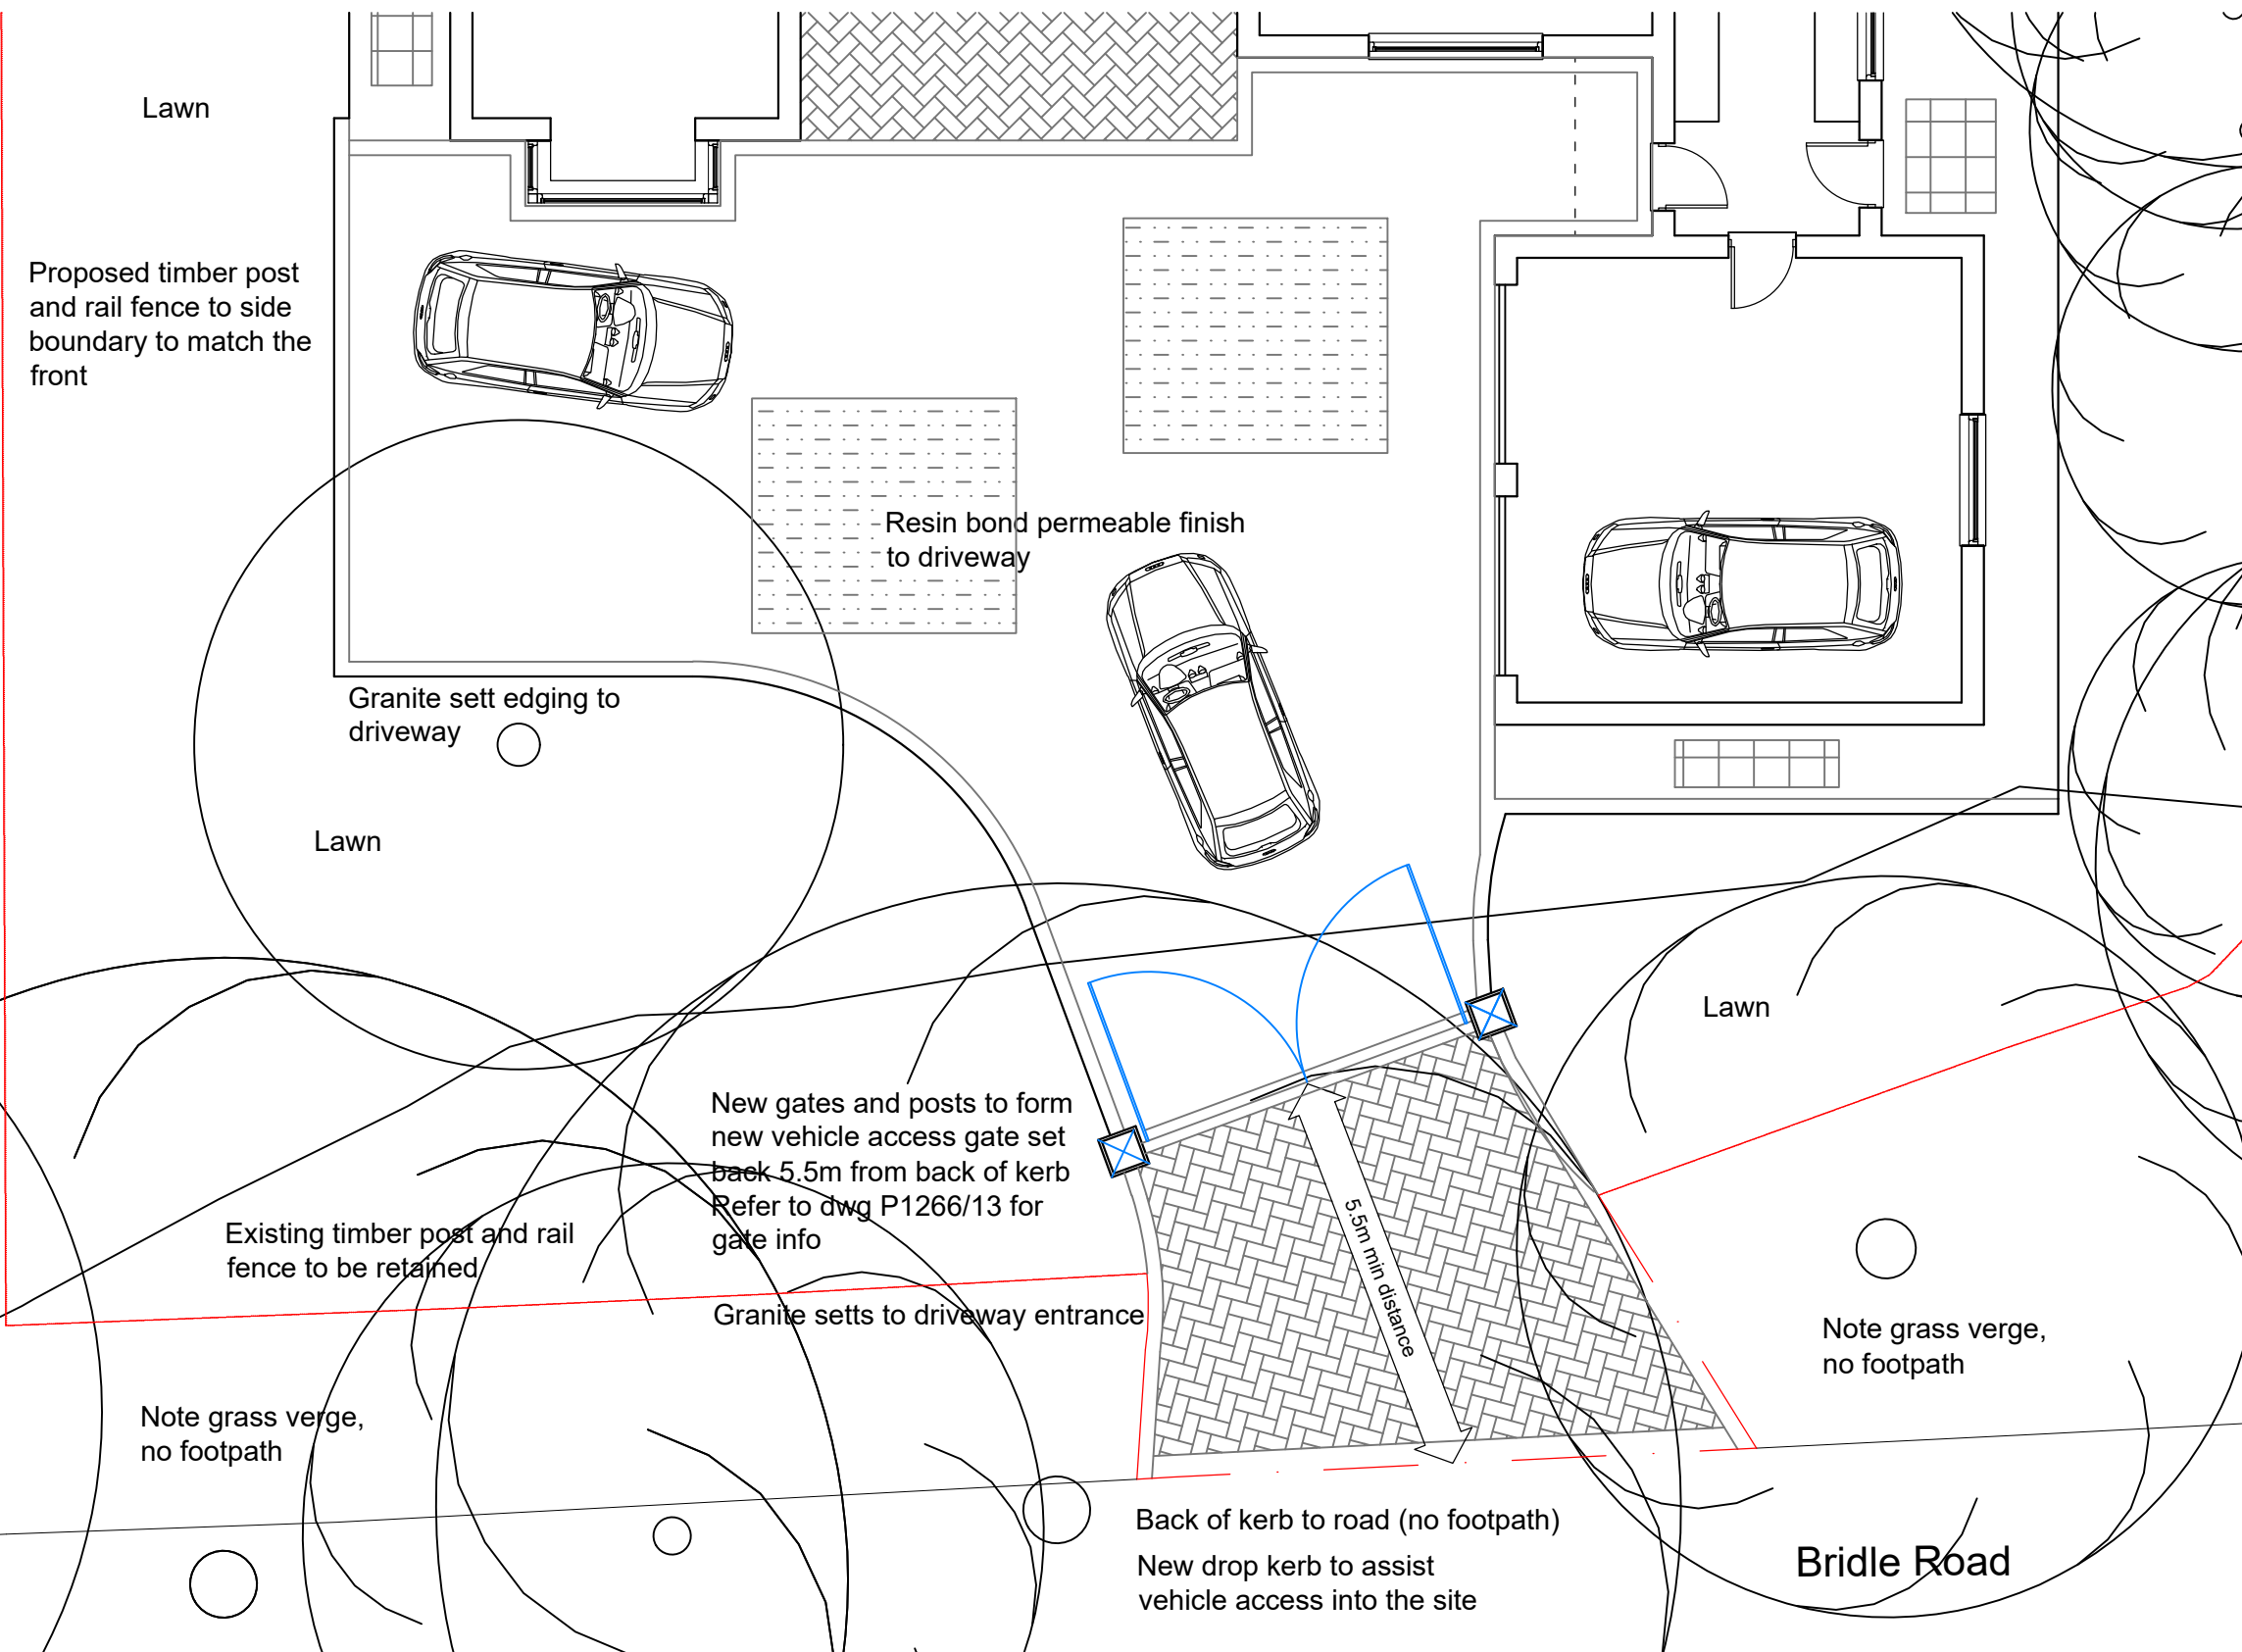 Lawn
Proposed timber post
and rail fence to side
boundary to match the
front
Resin bond permeable finish
to driveway
Granite sett edging to
driveway
Lawn
Lawn
New gates and posts to form
new vehicle access gate set
back 5.5m from back of kerb
Refer to dwg P1266/13 for
gate info
5.5m min distance
Existing timber post and rail
fence to be retained
Granite setts to driveway entrance
Note grass verge,
no footpath
Note grass verge,
no footpath
Back of kerb to road (no footpath)
New drop kerb to assist
vehicle access into the site
Bridle Road